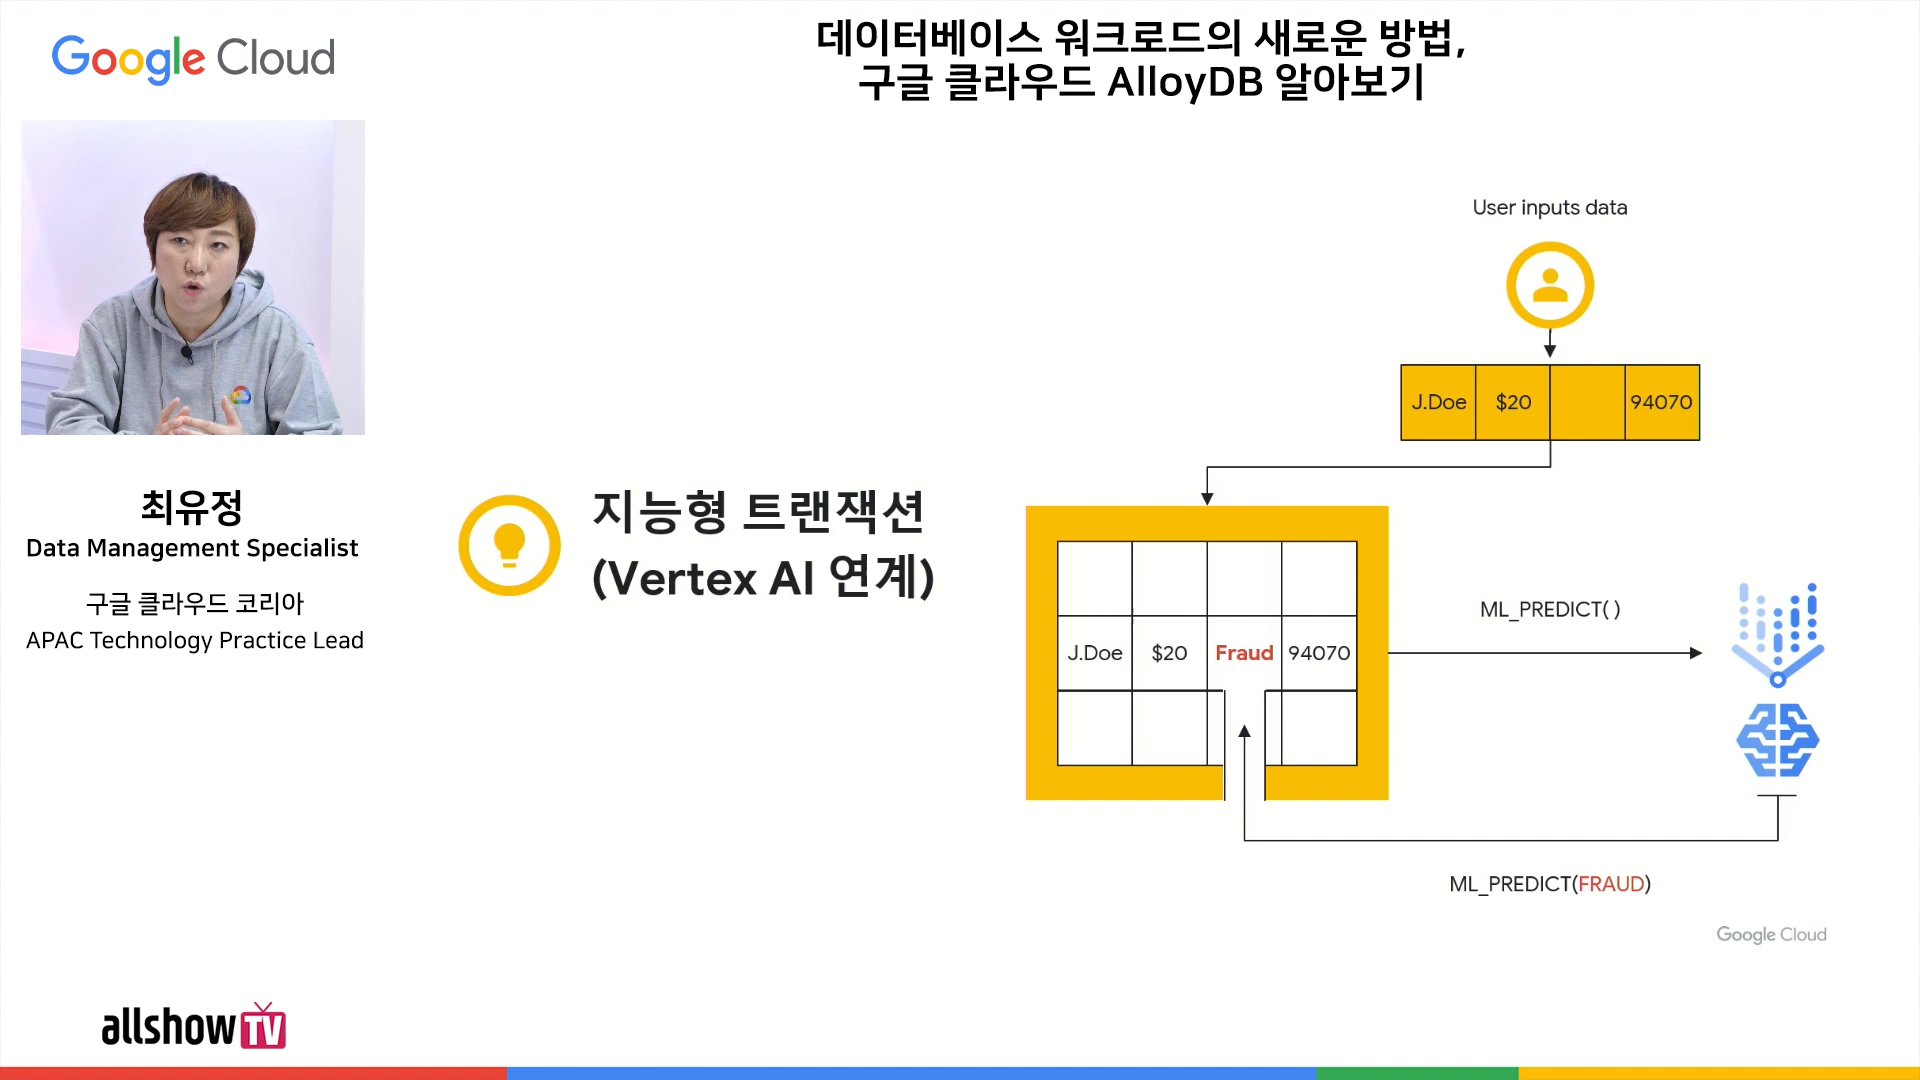 Google Cloud
데이터베이스 워크로드의 새로운 방법,
구글 클라우드 AlloyDB 알아보기
최유정
Data Management Specialist
구글 클라우드 코리아
APAC Technology Practice Lead
지능형 트랜잭션
(Vertex AI 연계)
User inputs data
J.Doe $20 94070
J.Doe $20 Fraud 94070
ML_PREDICT( )
ML_PREDICT(FRAUD)
Google Cloud
allshowTV